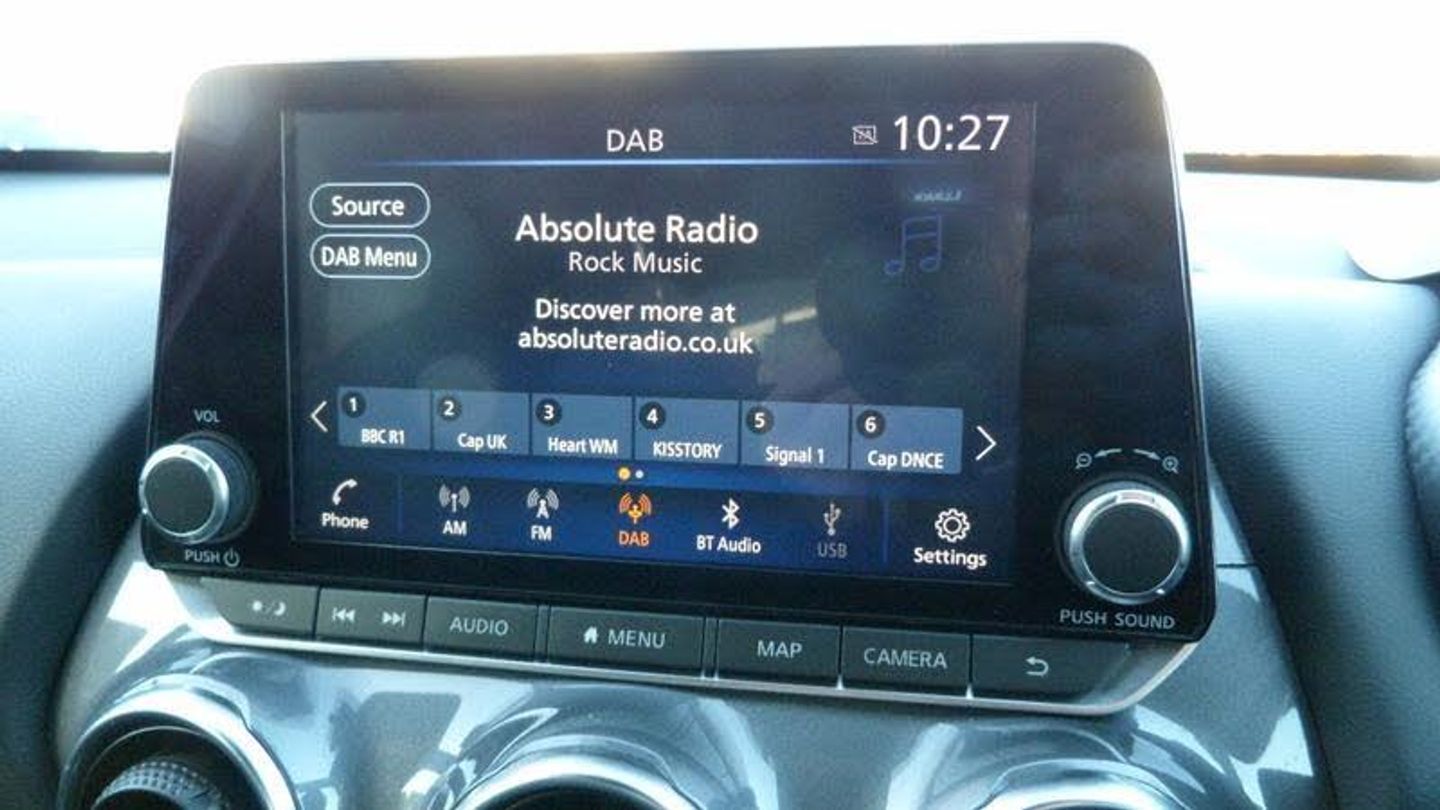 DAB
10:27
Source
DAB Menu
Absolute Radio
Rock Music
Discover more at
absoluteradio.co.uk
1
BBC R1
2
Cap UK
3
Heart WM
4
KISSTORY
5
Signal 1
6
Cap DNCE
Phone
AM
FM
DAB
BT Audio
USB
Settings
VOL
PUSH
PUSH SOUND
AUDIO
MENU
MAP
CAMERA